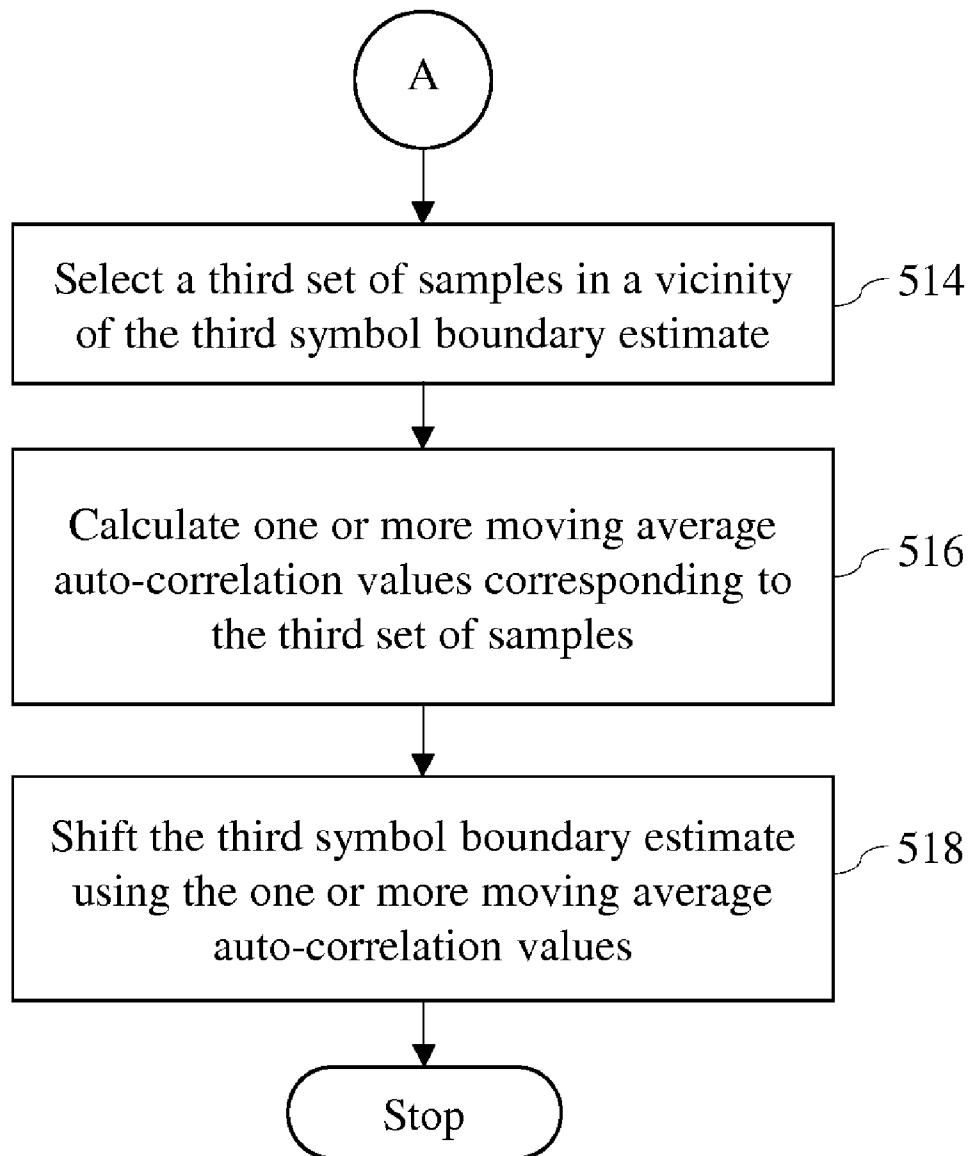 A
Select a third set of samples in a vicinity
of the third symbol boundary estimate
514
Calculate one or more moving average
auto-correlation values corresponding to
the third set of samples
516
Shift the third symbol boundary estimate
using the one or more moving average
auto-correlation values
518
Stop